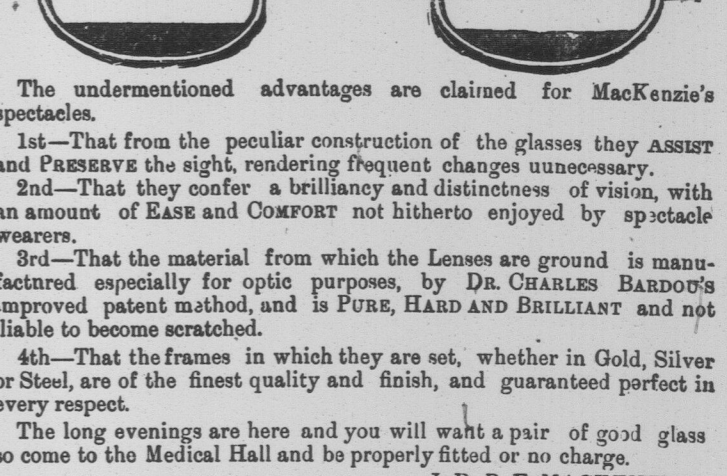 The undermentioned advantages are claimed for MacKenzie's
spectacles.
1st—That from the peculiar construction of the glasses they ASSIST
and PRESERVE the sight, rendering frequent changes uunecessary.
2nd—That they confer a brilliancy and distinctness of vision, with
an amount of EASE and COMFORT not hitherto enjoyed by spectacle
wearers.
3rd—That the material from which the Lenses are ground is manu-
factnred especially for optic purposes, by DR. CHARLES BARDOU'S
improved patent method, and is PURE, HARD AND BRILLIANT and not
liable to become scratched.
4th—That the frames in which they are set, whether in Gold, Silver
or Steel, are of the finest quality and finish, and guaranteed perfect in
every respect.
The long evenings are here and you will want a pair of good glass
so come to the Medical Hall and be properly fitted or no charge.